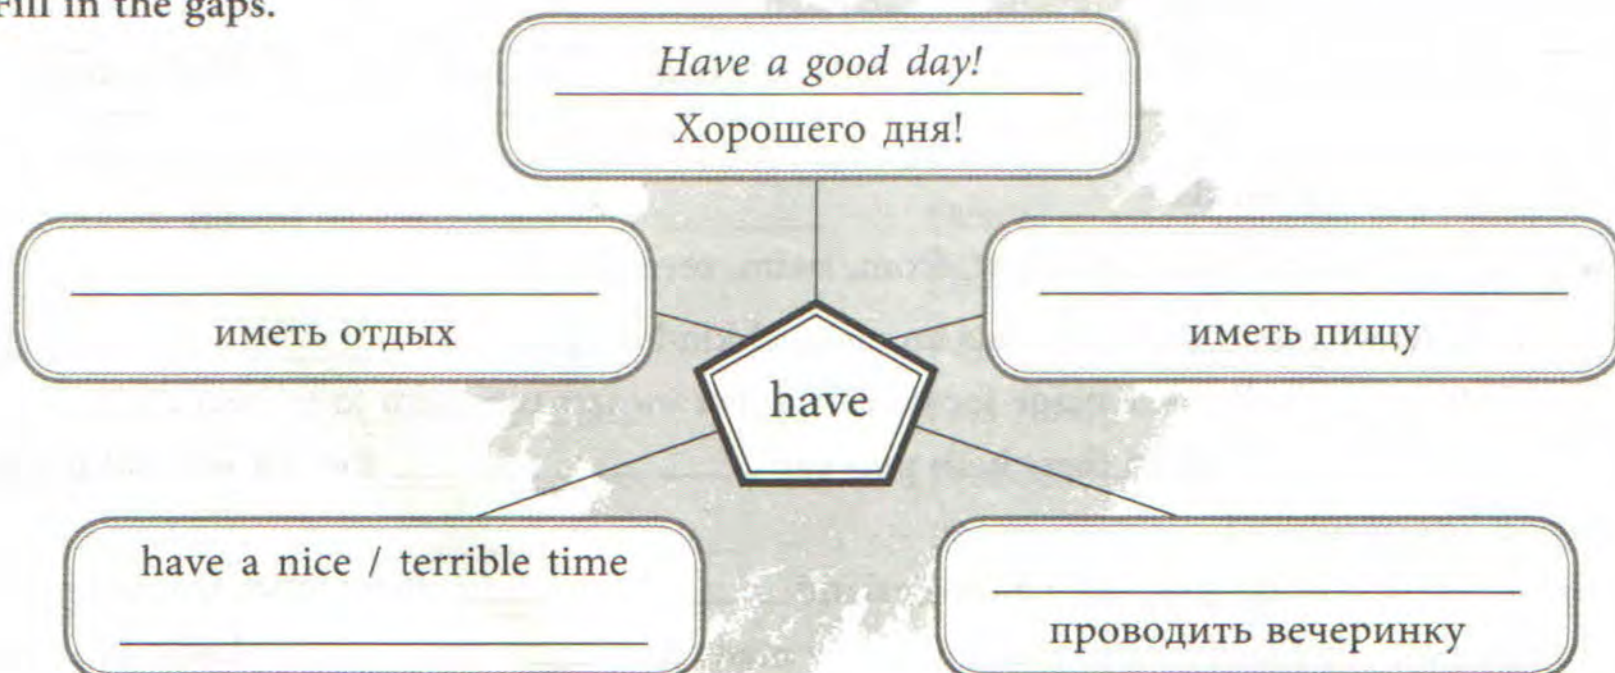 Fill in the gaps.
Have a good day!
Хорошего дня!
иметь отдых
иметь пищу
have
have a nice / terrible time
проводить вечеринку